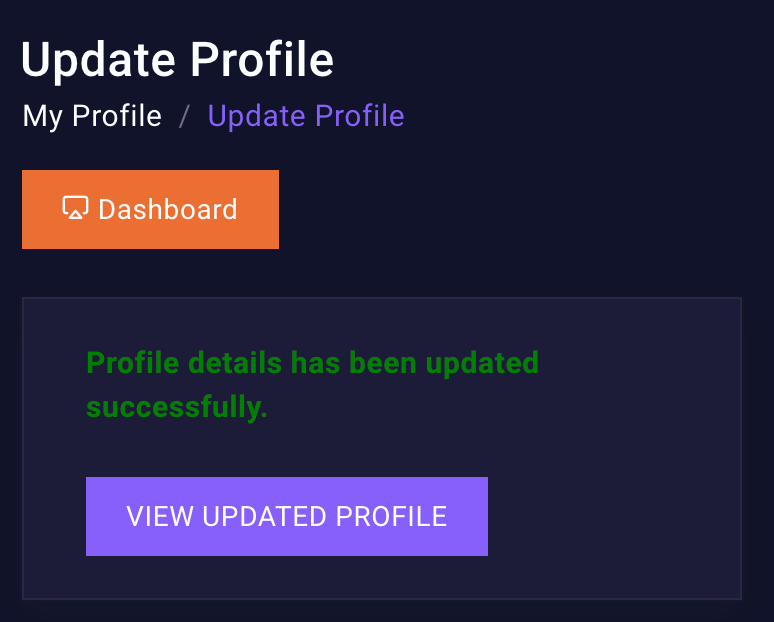 Update Profile
My Profile / Update Profile
Dashboard
Profile details has been updated
successfully.
VIEW UPDATED PROFILE